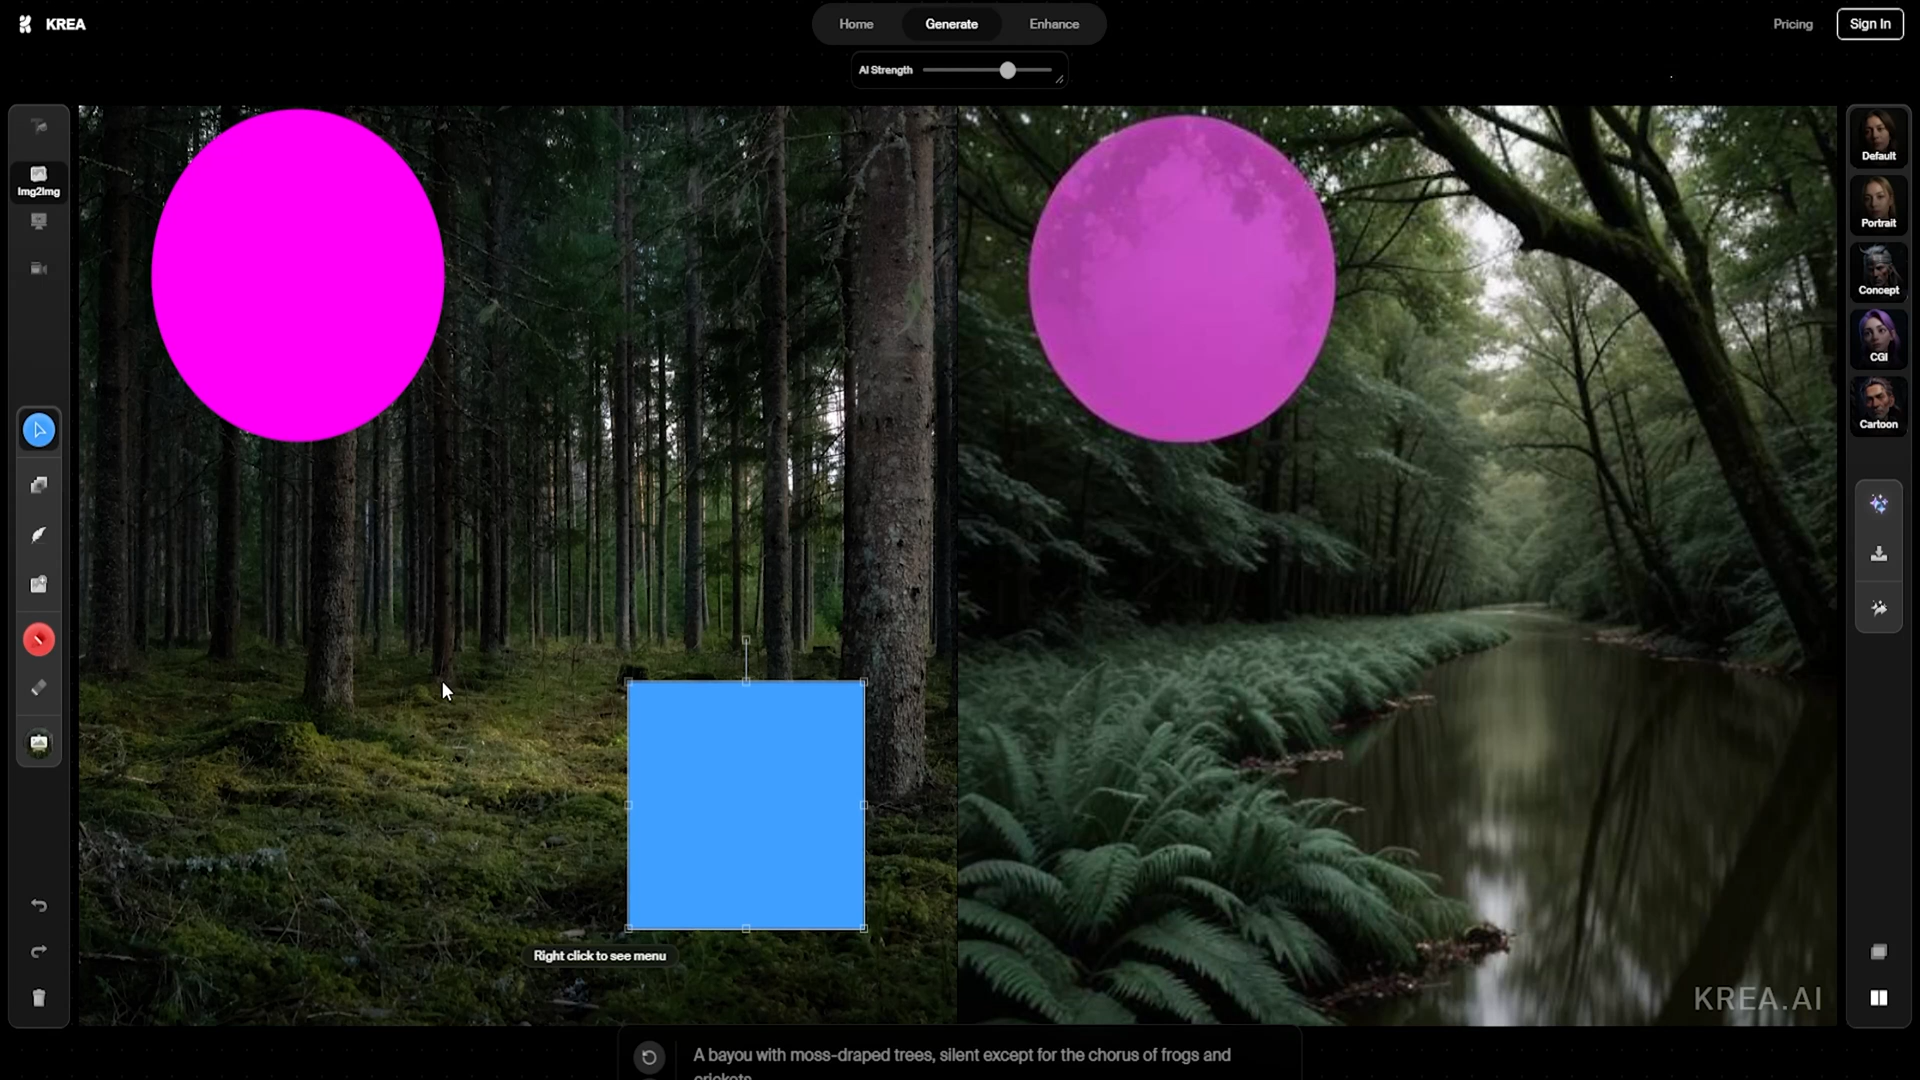 KREA
Home
Generate
Enhance
Pricing
Sign In
AI Strength
Img2Img
Default
Portrait
Concept
CGI
Cartoon
Right click to see menu
KREA.AI
A bayou with moss-draped trees, silent except for the chorus of frogs and
crickets